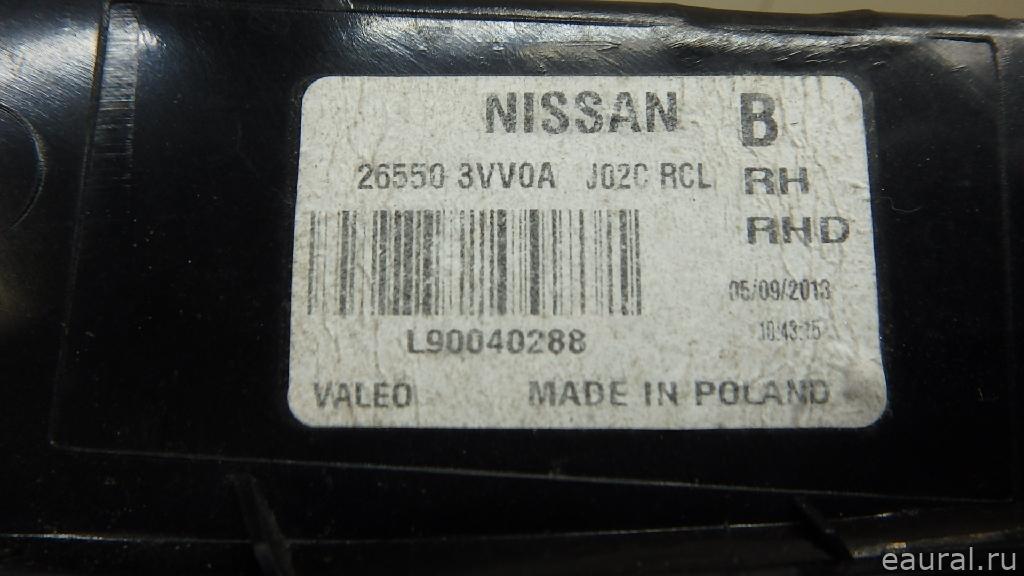 NISSAN B
26550 3VV0A J02C RCL RH
RHD
05/09/2013
L90040288
10:43:15
VALEO MADE IN POLAND
eaural.ru